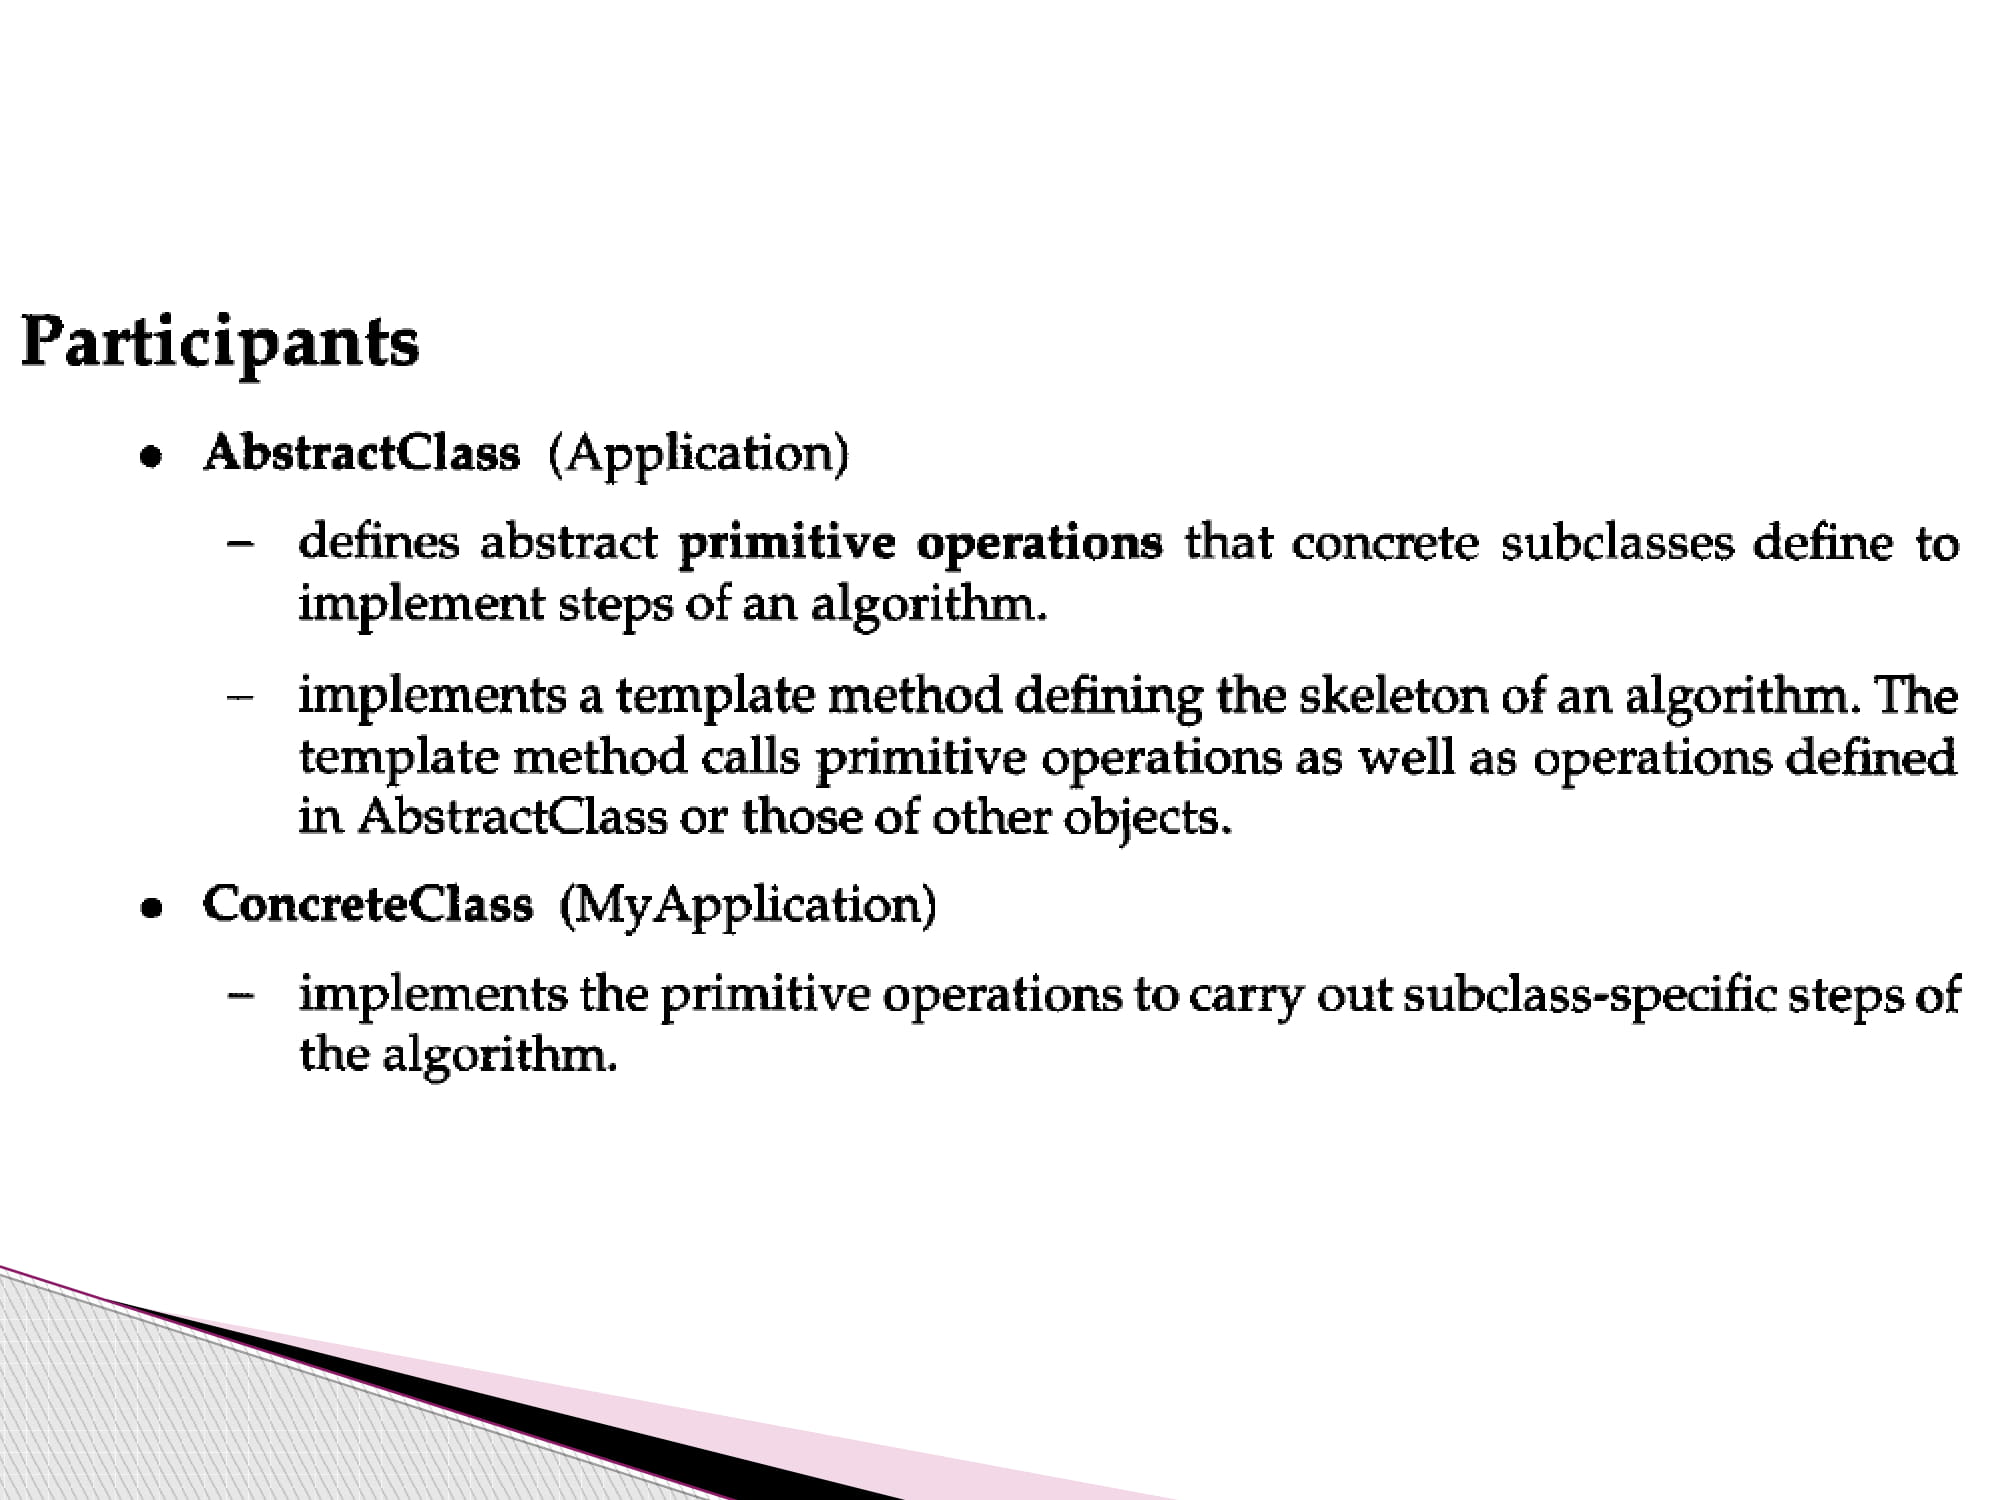 Participants
● AbstractClass (Application)
– defines abstract primitive operations that concrete subclasses define to
implement steps of an algorithm.
– implements a template method defining the skeleton of an algorithm. The
template method calls primitive operations as well as operations defined
in AbstractClass or those of other objects.
● ConcreteClass (MyApplication)
– implements the primitive operations to carry out subclass-specific steps of
the algorithm.